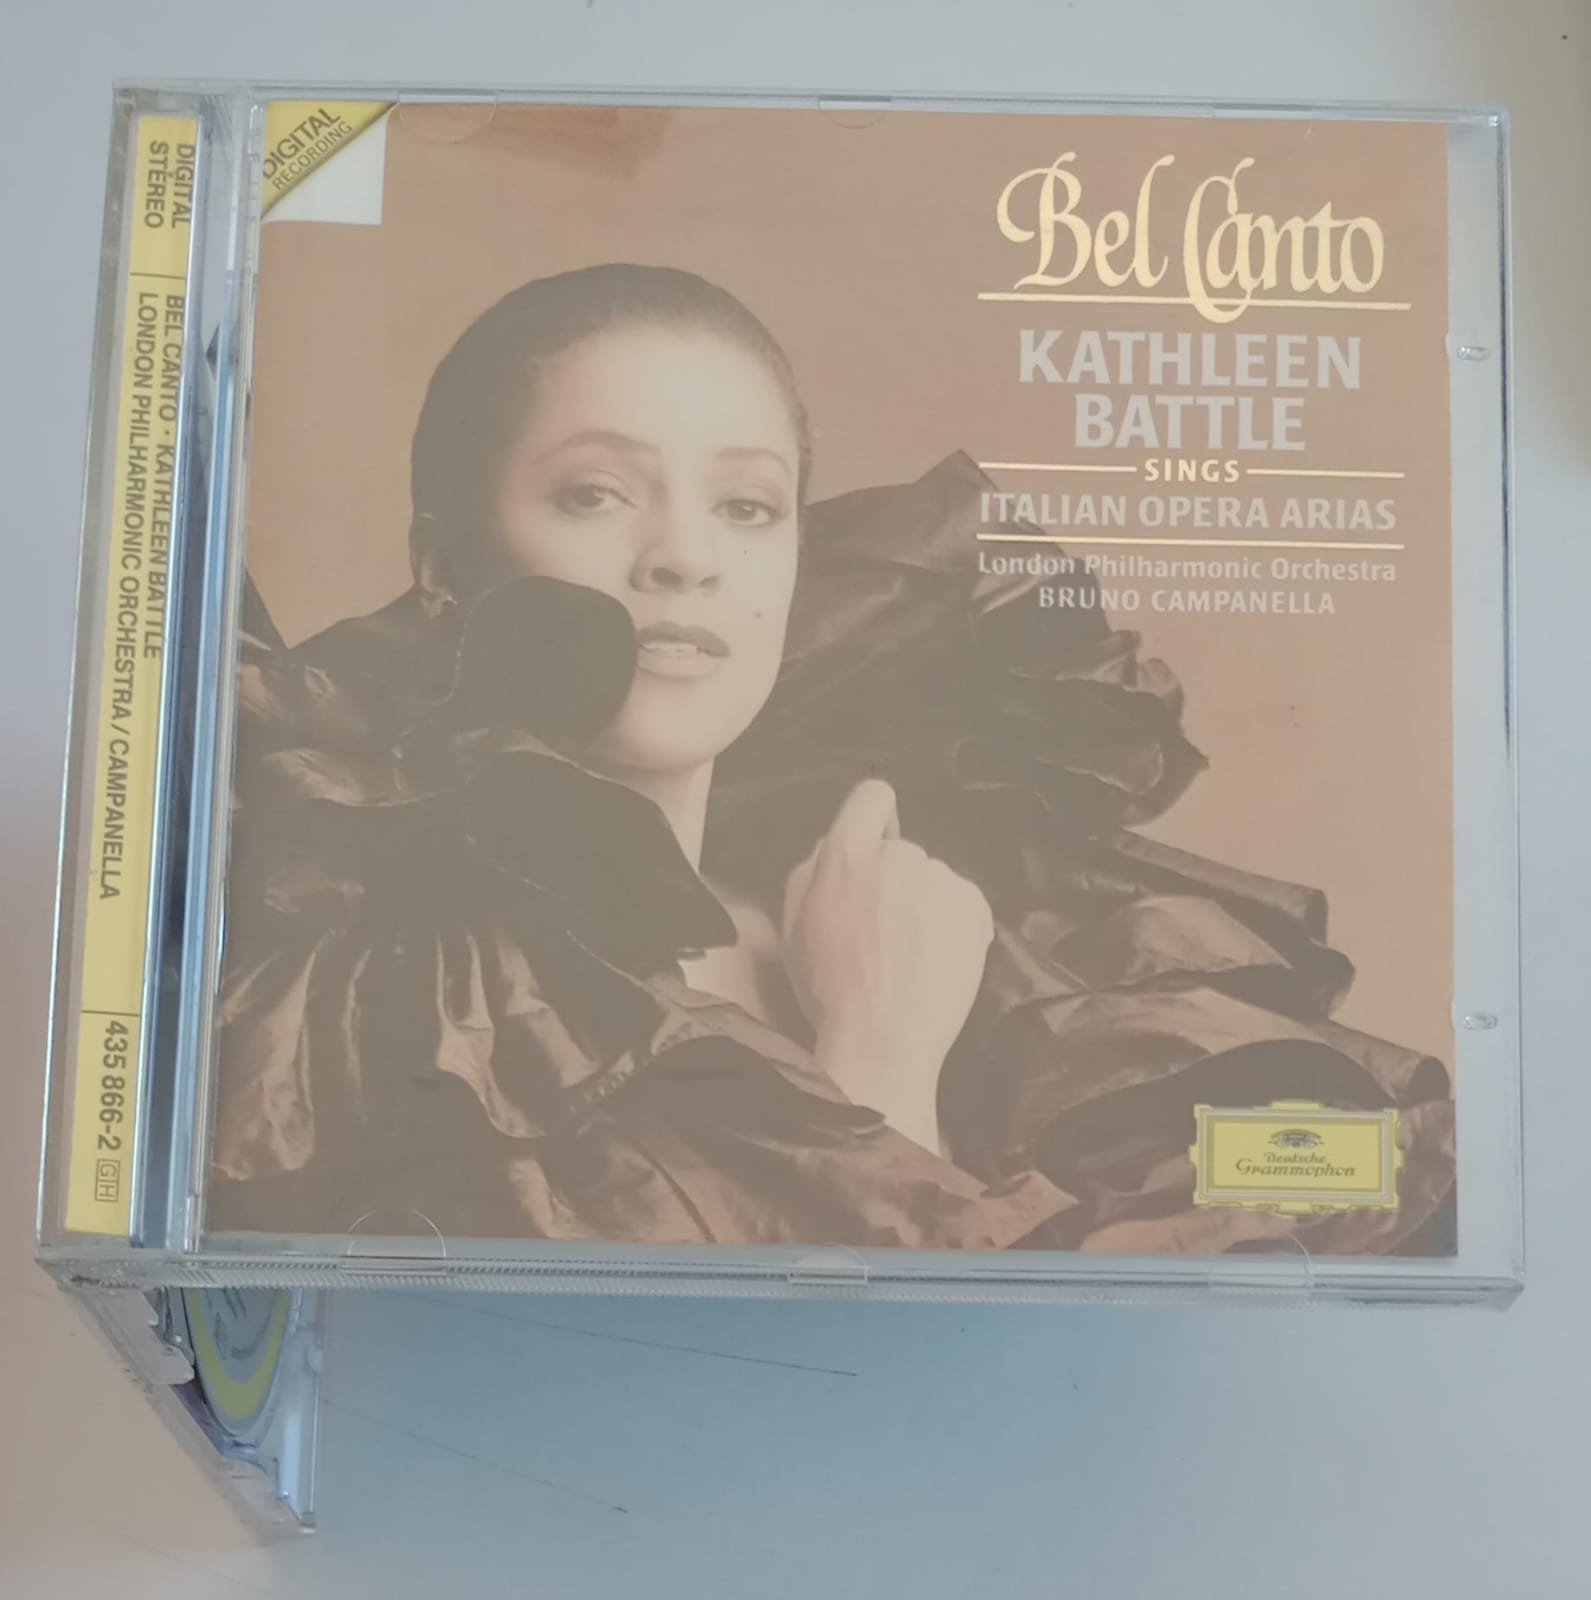 DIGITAL
RECORDING
Bel Canto
KATHLEEN
BATTLE
SINGS
ITALIAN OPERA ARIAS
London Philharmonic Orchestra
BRUNO CAMPANELLA
Deutsche
Grammophon
DIGITAL
STEREO
BEL CANTO · KATHLEEN BATTLE
LONDON PHILHARMONIC ORCHESTRA / CAMPANELLA
435 866-2 GH